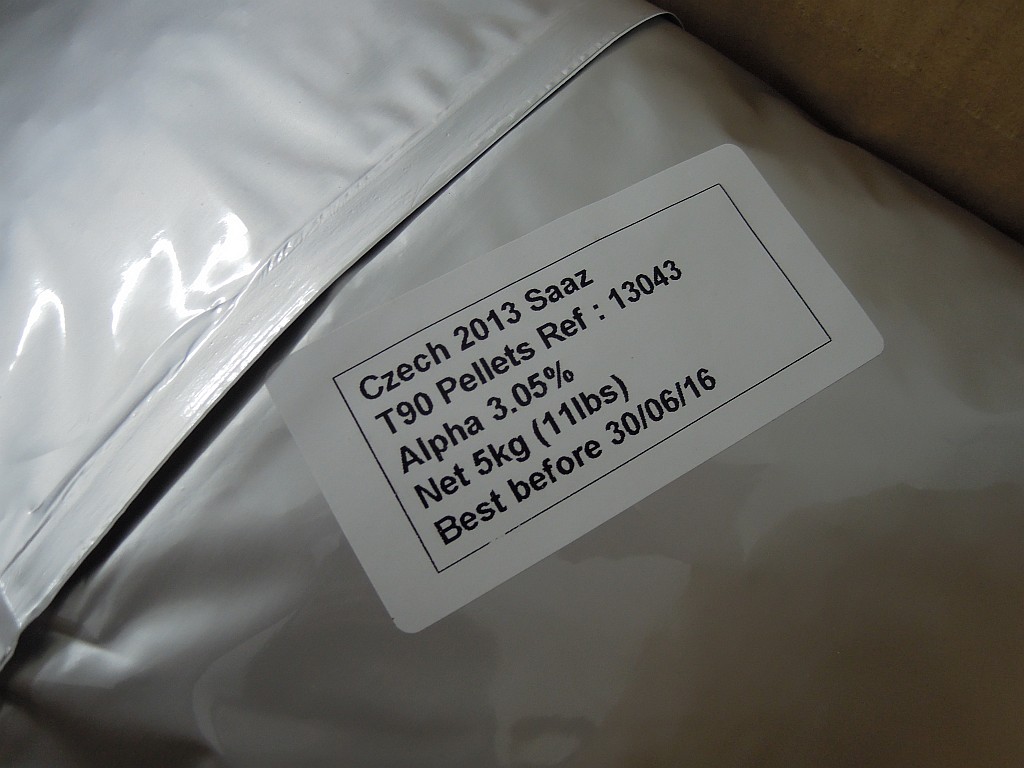 Czech 2013 Saaz
T90 Pellets Ref : 13043
Alpha 3.05%
Net 5kg (11lbs)
Best before 30/06/16